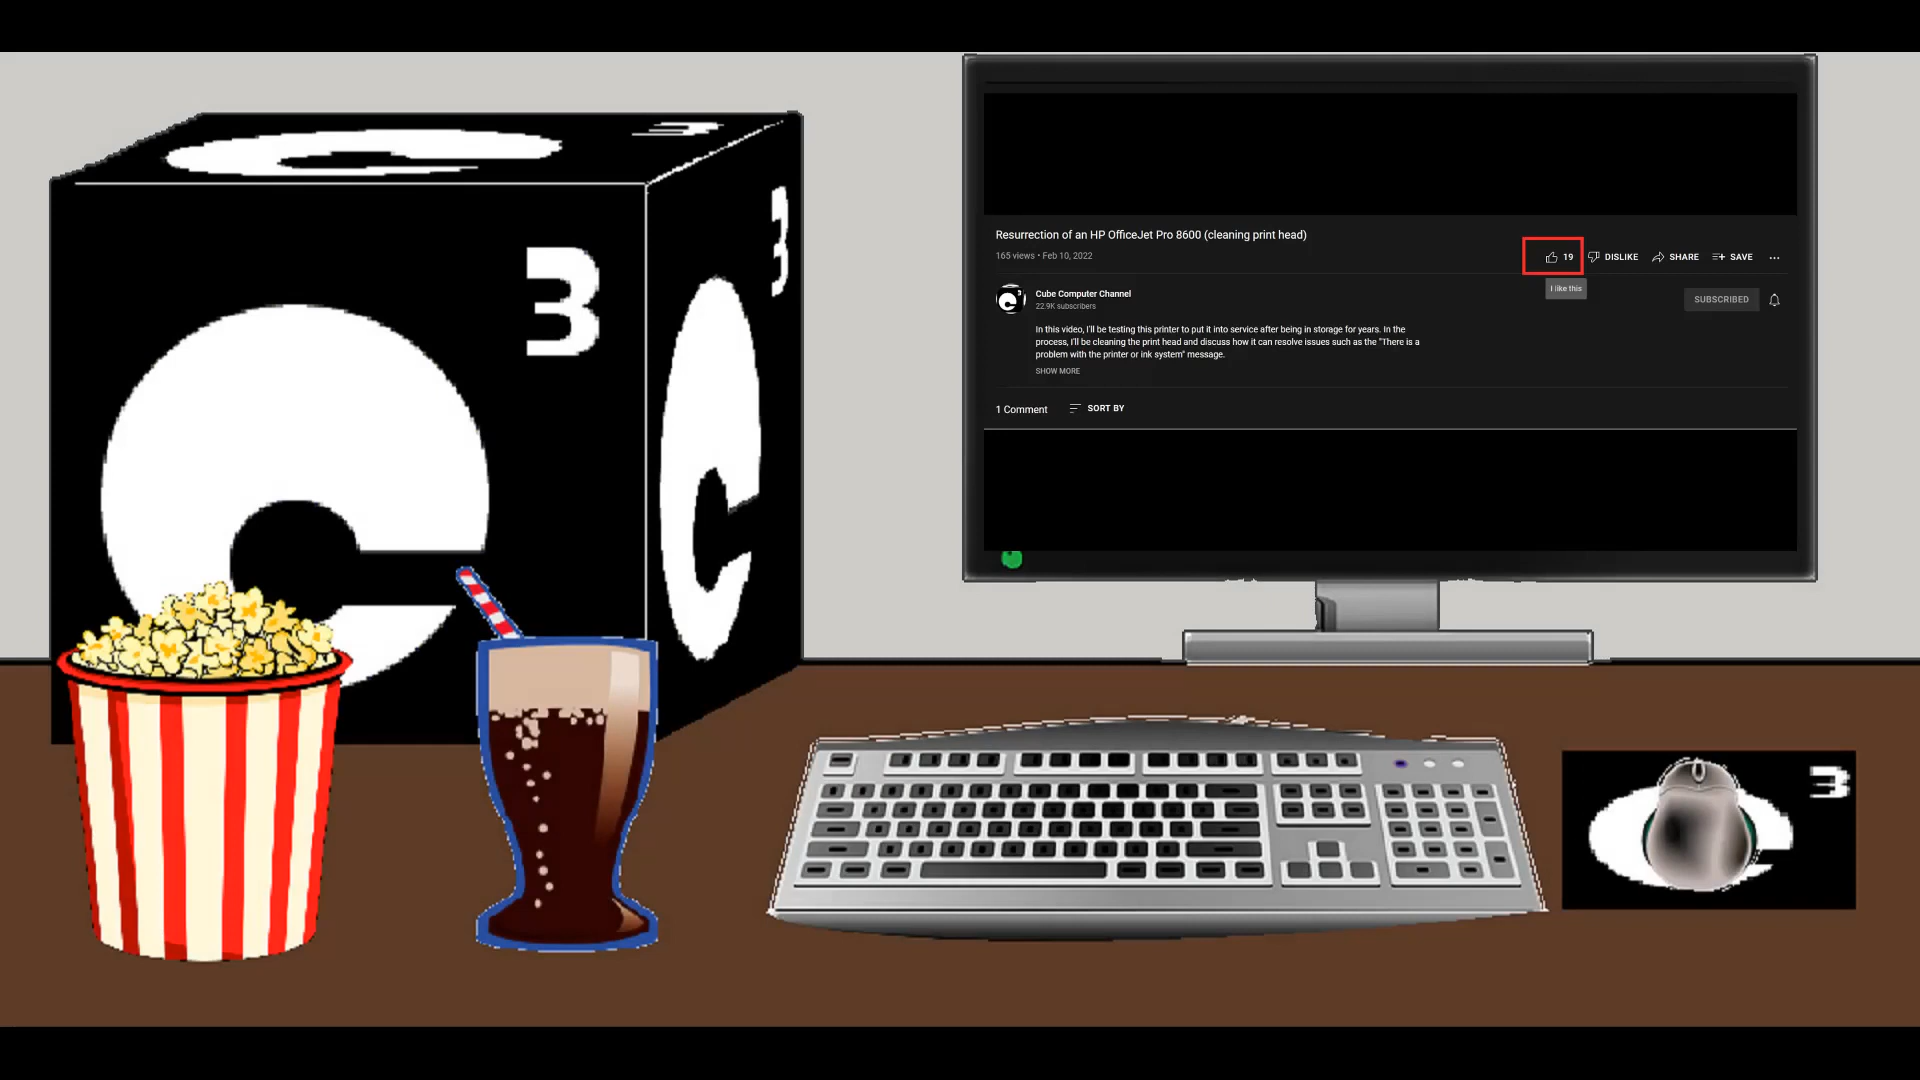 3
3
3
Resurrection of an HP OfficeJet Pro 8600 (cleaning print head)
165 views • Feb 10, 2022
19 DISLIKE SHARE SAVE ...
I like this
Cube Computer Channel
22.9K subscribers
SUBSCRIBED
In this video, I'll be testing this printer to put it into service after being in storage for years. In the
process, I'll be cleaning the print head and discuss how it can resolve issues such as the "There is a
problem with the printer or ink system" message.
SHOW MORE
1 Comment SORT BY
3